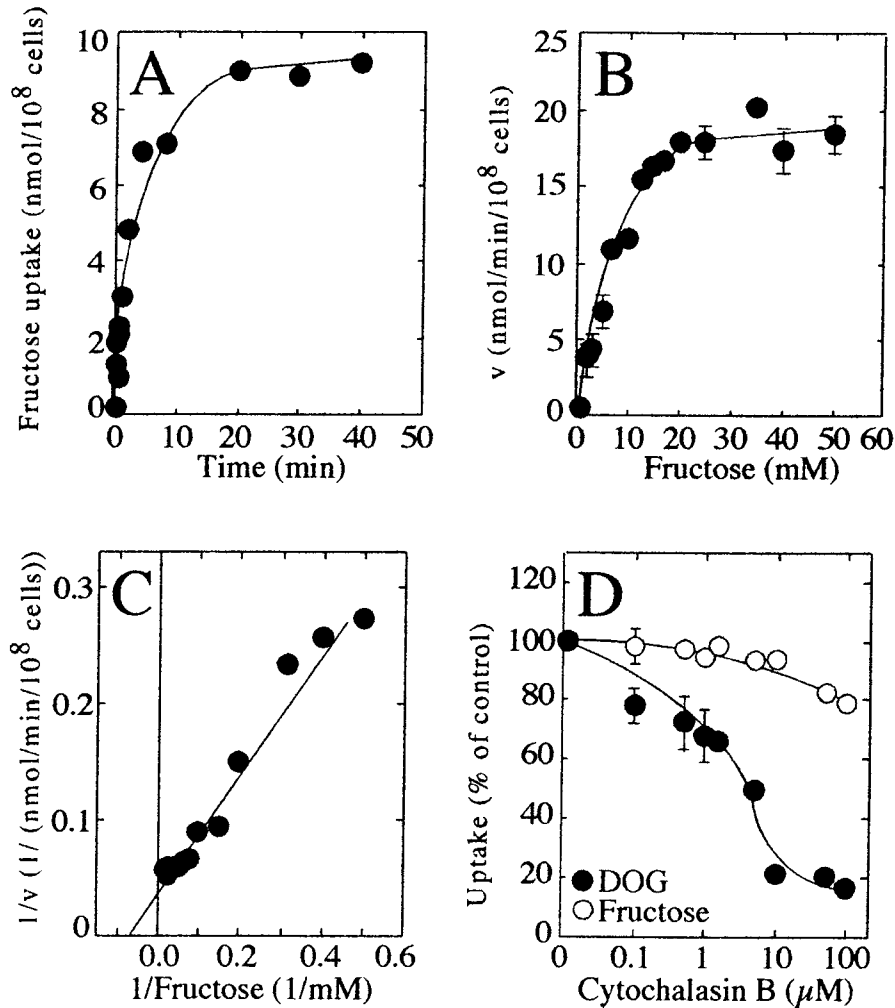 A
Fructose uptake (nmol/10^8 cells)
10
8
6
4
2
0
0 10 20 30 40 50
Time (min)
B
v (nmol/min/10^8 cells)
25
20
15
10
5
0
0 10 20 30 40 50 60
Fructose (mM)
C
1/v (1/ (nmol/min/10^8 cells))
0.3
0.2
0.1
0
0.0 0.2 0.4 0.6
1/Fructose (1/mM)
D
Uptake (% of control)
120
100
80
60
40
20
0
DOG
Fructose
0 0.1 1 10 100
Cytochalasin B (μM)